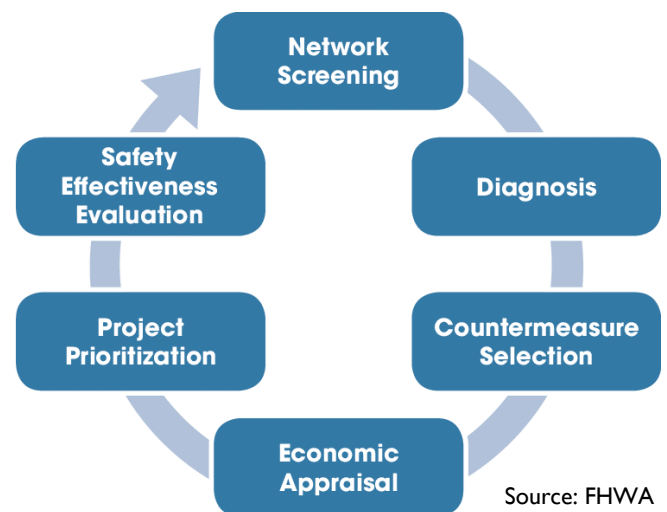 Network
Screening
Diagnosis
Countermeasure
Selection
Economic
Appraisal
Project
Prioritization
Safety
Effectiveness
Evaluation
Source: FHWA